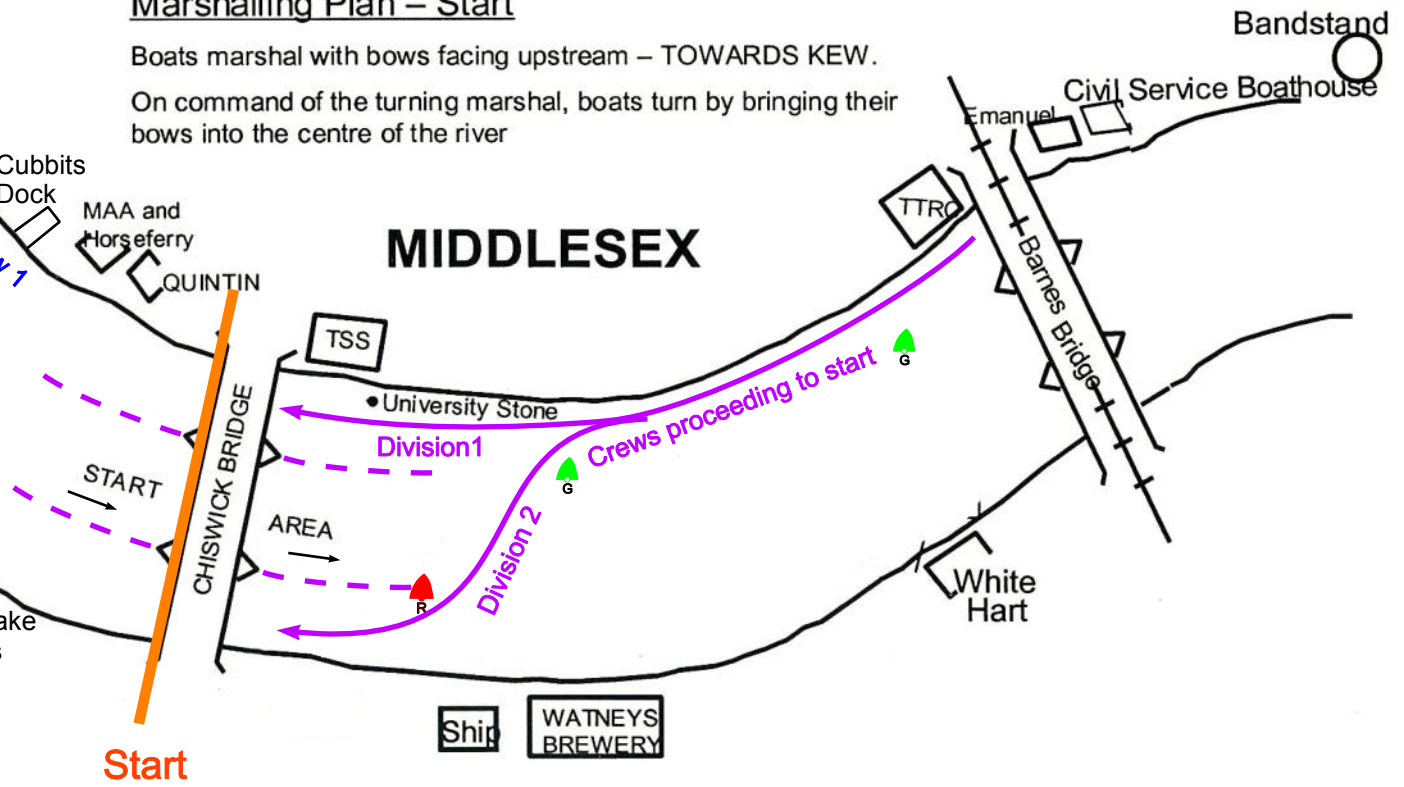 Marshalling Plan – Start
Boats marshal with bows facing upstream – TOWARDS KEW.
On command of the turning marshal, boats turn by bringing their
bows into the centre of the river
Bandstand
Civil Service Boathouse
Emanuel
Cubbits
Dock
MAA and
Horseferry
QUINTIN
MIDDLESEX
TTRC
Barnes Bridge
TSS
University Stone
Division1
Crews proceeding to start
G
G
START
CHISWICK BRIDGE
AREA
Division 2
R
White
Hart
Ship
WATNEYS
BREWERY
Start